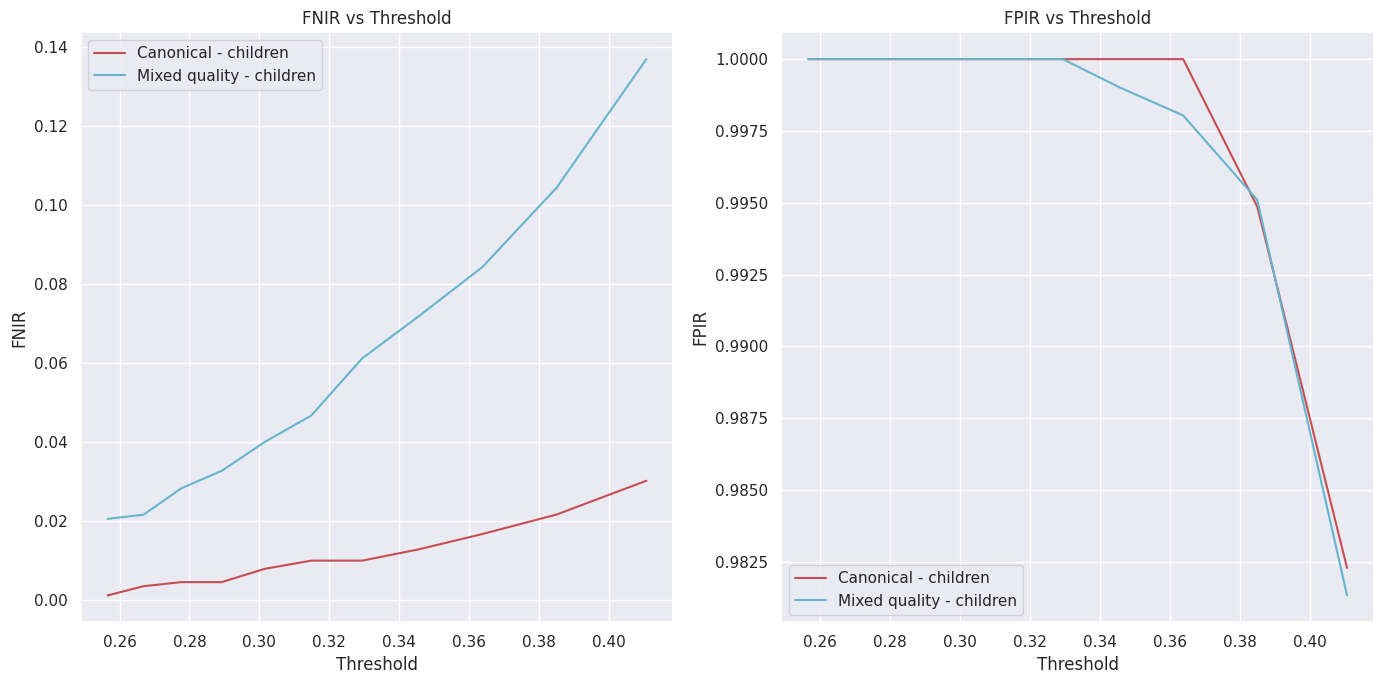 FNIR vs Threshold
Canonical - children
Mixed quality - children
0.14
0.12
0.10
0.08
0.06
0.04
0.02
0.00
FNIR
0.26 0.28 0.30 0.32 0.34 0.36 0.38 0.40
Threshold
FPIR vs Threshold
1.0000
0.9975
0.9950
0.9925
0.9900
0.9875
0.9850
0.9825
FPIR
Canonical - children
Mixed quality - children
0.26 0.28 0.30 0.32 0.34 0.36 0.38 0.40
Threshold